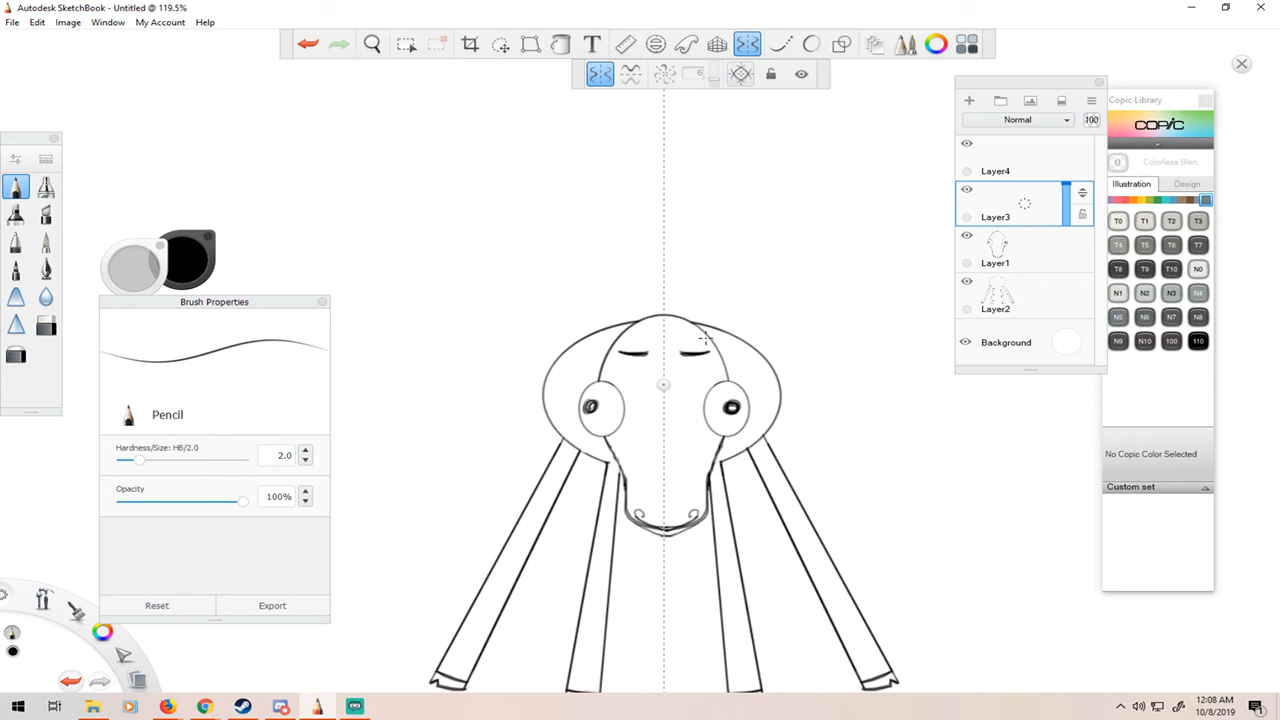 Autodesk SketchBook - Untitled @ 119.5%
File Edit Image Window My Account Help
T
6
Normal 100
Layer4
Layer3
Layer1
Layer2
Background
Copic Library
COPIC
0 Colorless Blen..
Illustration Design
T0 T1 T2 T3
T4 T5 T6 T7
T8 T9 T10 N0
N1 N2 N3 N4
N5 N6 N7 N8
N9 N10 100 110
No Copic Color Selected
Custom set
Brush Properties
Pencil
Hardness/Size: HB/2.0
2.0
Opacity
100%
Reset Export
12:08 AM
10/8/2019